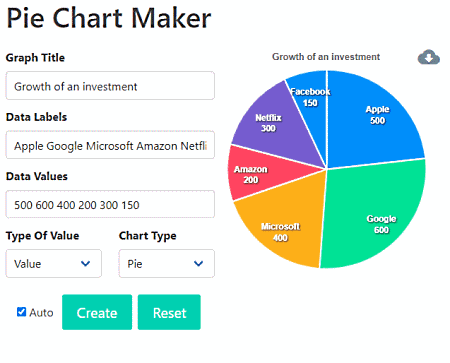 Pie Chart Maker
Graph Title
Growth of an investment
Data Labels
Apple Google Microsoft Amazon Netfli
Data Values
500 600 400 200 300 150
Type Of Value
Chart Type
Value
Pie
Auto
Create
Reset
Growth of an investment
Facebook
150
Apple
500
Netflix
300
Amazon
200
Microsoft
400
Google
600